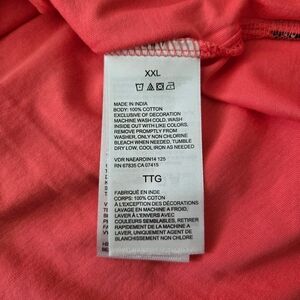 XXL
MADE IN INDIA
BODY: 100% COTTON
EXCLUSIVE OF DECORATION
MACHINE WASH COLD. WASH
INSIDE OUT WITH LIKE COLORS,
REMOVE PROMPTLY FROM
WASHER, ONLY NON CHLORINE
BLEACH WHEN NEEDED, TUMBLE
DRY LOW, COOL IRON AS NEEDED
VDR NAEARDIN14 125
RN 67835 CA 07415
TTG
FABRIQUÉ EN INDE
CORPS: 100% COTON
À L'EXCEPTION DES DÉCORATIONS
LAVAGE EN MACHINE A FROID,
LAVER À L'ENVERS AVEC
COULEURS SEMBLABLES, RETIRER
RAPIDEMENT DE LA MACHINE A
LAVER, UNIQUEMENT AGENT DE
BLANCHISSEMENT NON CHLORE